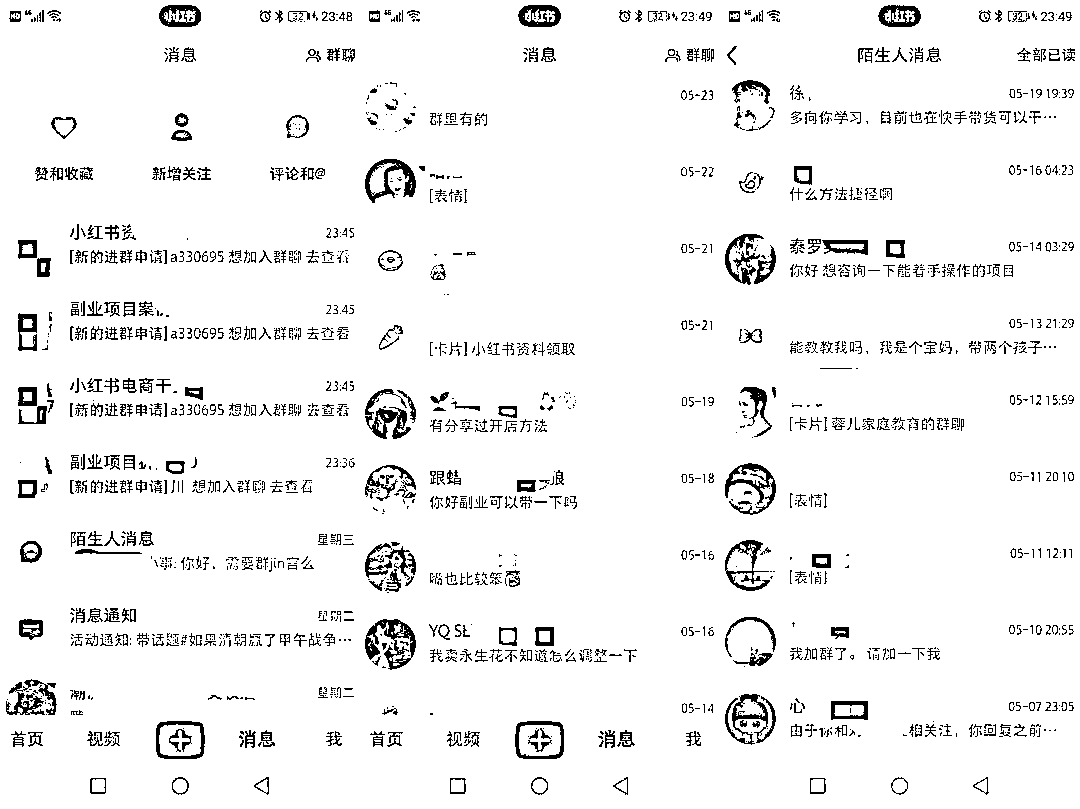 小红书
23:48
消息
群聊
赞和收藏
新增关注
评论和@
小红书资
23:45
[新的进群申请]a330695 想加入群聊 去查看
副业项目案
23:45
[新的进群申请]a330695 想加入群聊 去查看
小红书电商干
23:45
[新的进群申请]a330695 想加入群聊 去查看
副业项目
23:36
[新的进群申请]川 想加入群聊 去查看
陌生人消息
星期三
你好，需要群jin官么
消息通知
星期二
活动通知: 带话题#如果清朝赢了甲午战争…
星期二
首页
视频
消息
我
小红书
23:49
消息
群聊
05-23
群里有的
05-22
[表情]
05-21
05-21
[卡片] 小红书资料领取
05-19
有分享过开店方法
跟蜡
浪
05-18
你好副业可以带一下吗
05-16
嘴也比较笨
YQ SL
05-16
我卖永生花不知道怎么调整一下
05-14
首页
视频
消息
我
小红书
23:49
陌生人消息
全部已读
徐
05-19 19:39
多向你学习，目前也在快手带货可以干…
05-16 04:23
什么方法捷径啊
泰罗
05-14 03:29
你好 想咨询一下能着手操作的项目
05-13 21:29
能教教我吗，我是个宝妈，带两个孩子…
05-12 15:59
[卡片] 蓉儿家庭教育的群聊
05-11 20:10
[表情]
05-11 12:11
[表情]
05-10 20:55
我加群了。请加一下我
心
05-07 23:05
由于你和
相关注，你回复之前…